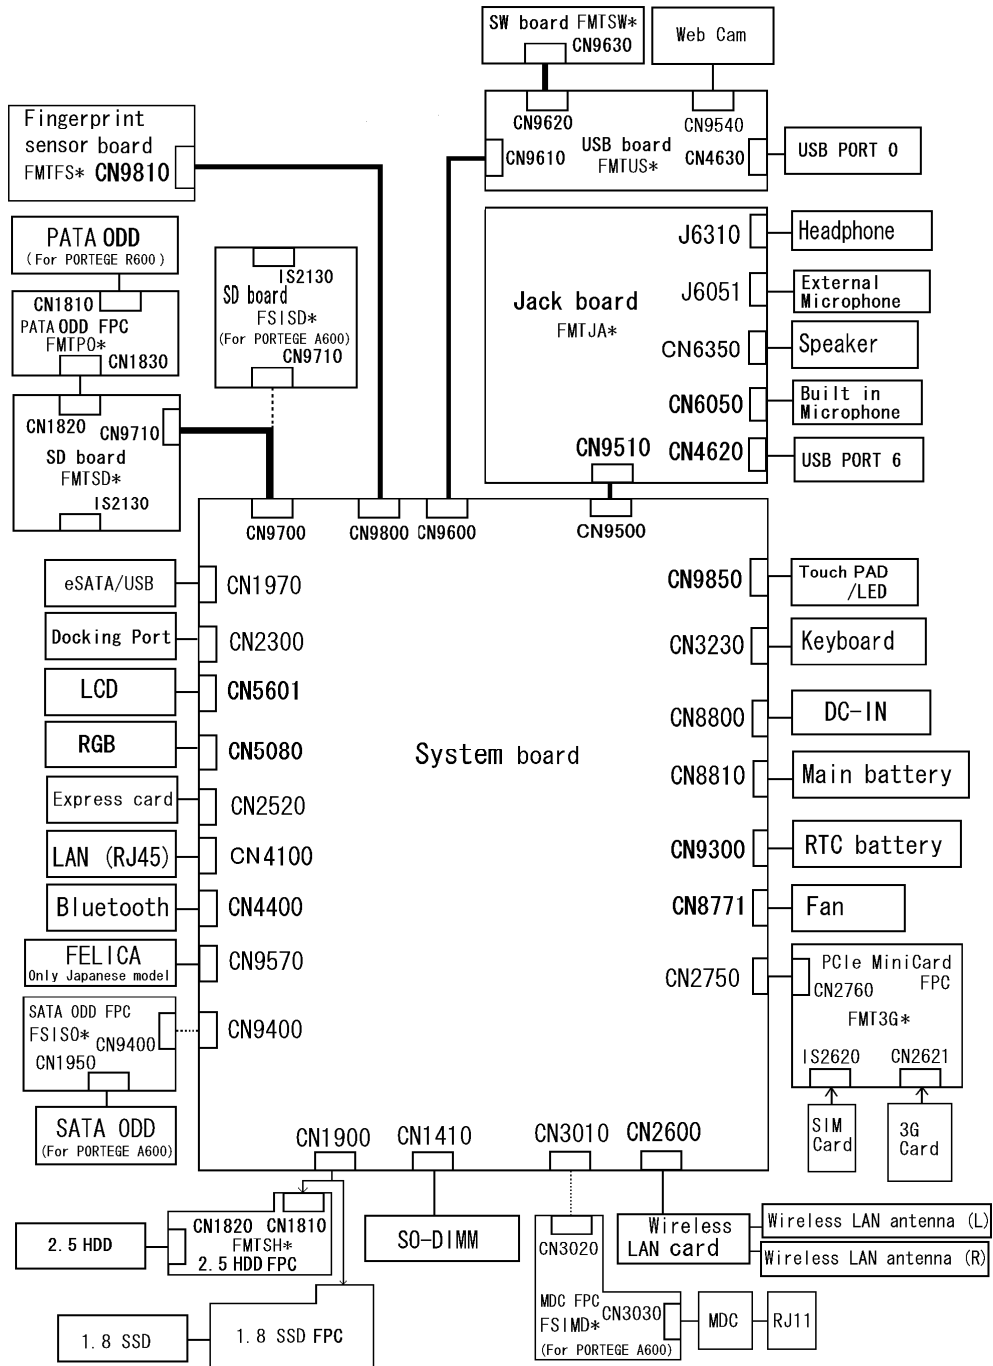 SW board FMTSW*
CN9630
Web Cam
CN9620
CN9540
CN9610
USB board
FMTUS*
CN4630
USB PORT 0
Fingerprint
sensor board
FMTFS* CN9810
PATA ODD
(For PORTEGE R600)
CN1810
PATA ODD FPC
FMTPO*
CN1830
CN1820
CN9710
SD board
FMTSD*
IS2130
IS2130
SD board
FSISD*
(For PORTEGE A600)
CN9710
J6310
Headphone
J6051
External
Microphone
Jack board
FMTJA*
CN6350
Speaker
CN6050
Built in
Microphone
CN9510
CN4620
USB PORT 6
CN9700
CN9800
CN9600
CN9500
eSATA/USB
CN1970
Docking Port
CN2300
LCD
CN5601
RGB
CN5080
Express card
CN2520
LAN (RJ45)
CN4100
Bluetooth
CN4400
FELICA
Only Japanese model
CN9570
SATA ODD FPC
FSISO*
CN9400
CN1950
CN9400
SATA ODD
(For PORTEGE A600)
System board
CN9850
Touch PAD
/LED
CN3230
Keyboard
CN8800
DC-IN
CN8810
Main battery
CN9300
RTC battery
CN8771
Fan
CN2750
PCIe MiniCard
FPC
CN2760
FMT3G*
IS2620
CN2621
SIM
Card
3G
Card
CN1900
CN1410
CN3010
CN2600
2.5 HDD
CN1820
CN1810
FMTSH*
2.5 HDD FPC
1.8 SSD
1.8 SSD FPC
SO-DIMM
CN3020
MDC FPC
FSIMD*
CN3030
(For PORTEGE A600)
MDC
RJ11
Wireless
LAN card
Wireless LAN antenna (L)
Wireless LAN antenna (R)